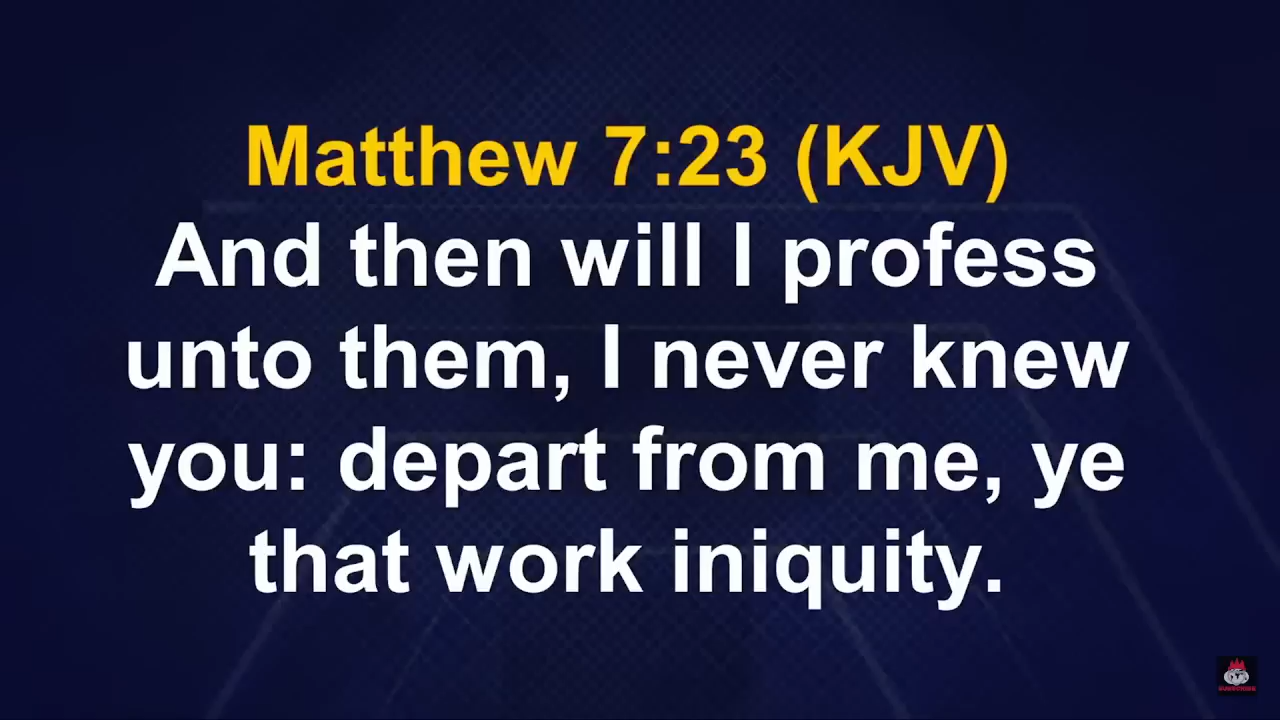 Matthew 7:23 (KJV)
And then will I profess
unto them, I never knew
you: depart from me, ye
that work iniquity.
SUBSCRIBE